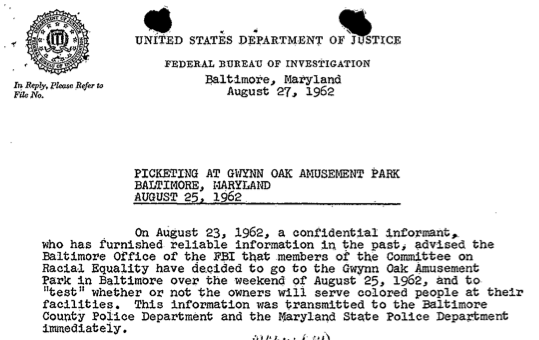 UNITED STATES DEPARTMENT OF JUSTICE
FEDERAL BUREAU OF INVESTIGATION
In Reply, Please Refer to
File No.
Baltimore, Maryland
August 27, 1962
PICKETING AT GWYNN OAK AMUSEMENT PARK
BALTIMORE, MARYLAND
AUGUST 25, 1962
On August 23, 1962, a confidential informant,
who has furnished reliable information in the past, advised the
Baltimore Office of the FBI that members of the Committee on
Racial Equality have decided to go to the Gwynn Oak Amusement
Park in Baltimore over the weekend of August 25, 1962, and to
"test" whether or not the owners will serve colored people at their
facilities. This information was transmitted to the Baltimore
County Police Department and the Maryland State Police Department
immediately.